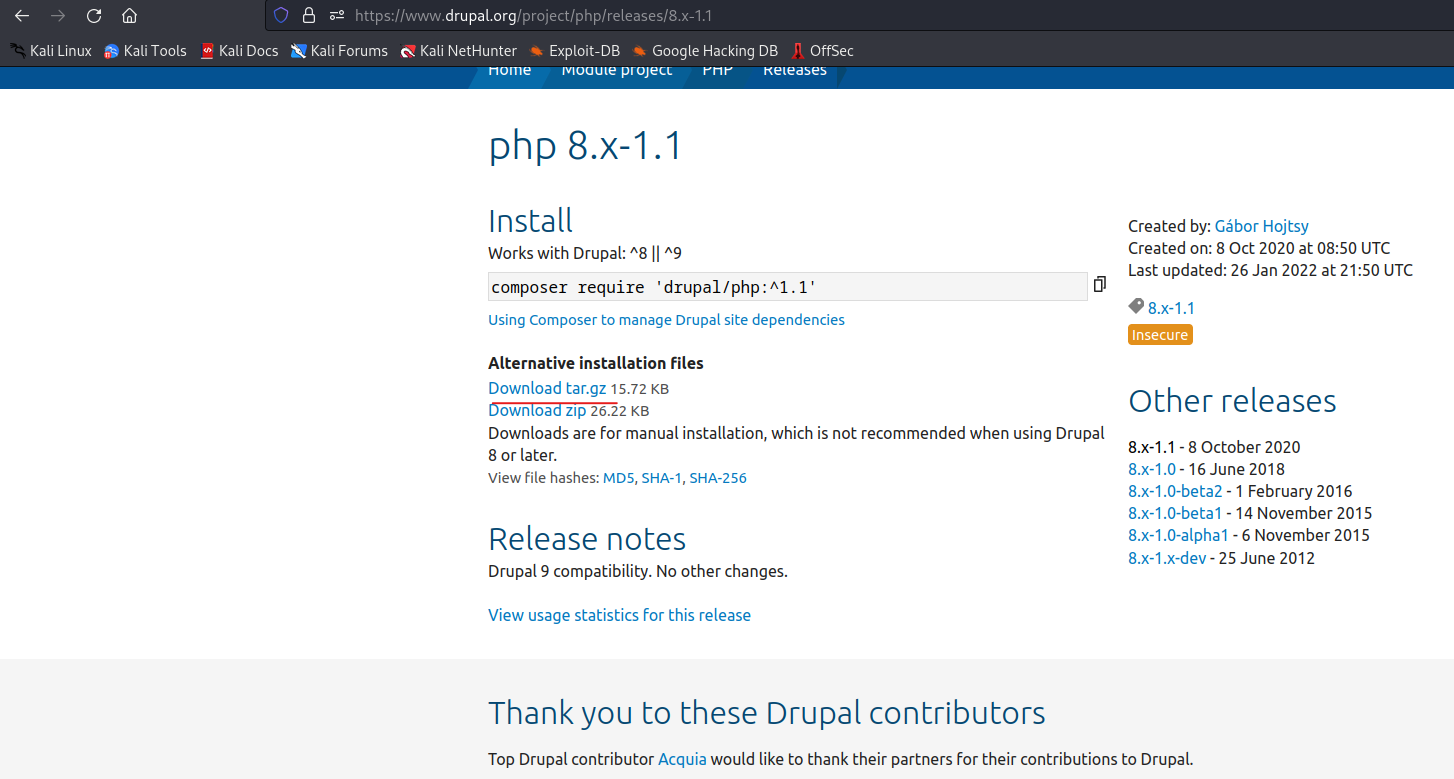 https://www.drupal.org/project/php/releases/8.x-1.1
Kali Linux Kali Tools Kali Docs Kali Forums Kali NetHunter Exploit-DB Google Hacking DB OffSec
Home Module project PHP Releases
php 8.x-1.1
Install
Works with Drupal: ^8 || ^9
composer require 'drupal/php:^1.1'
Using Composer to manage Drupal site dependencies
Alternative installation files
Download tar.gz 15.72 KB
Download zip 26.22 KB
Downloads are for manual installation, which is not recommended when using Drupal
8 or later.
View file hashes: MD5, SHA-1, SHA-256
Release notes
Drupal 9 compatibility. No other changes.
View usage statistics for this release
Created by: Gábor Hojtsy
Created on: 8 Oct 2020 at 08:50 UTC
Last updated: 26 Jan 2022 at 21:50 UTC
8.x-1.1
Insecure
Other releases
8.x-1.1 - 8 October 2020
8.x-1.0 - 16 June 2018
8.x-1.0-beta2 - 1 February 2016
8.x-1.0-beta1 - 14 November 2015
8.x-1.0-alpha1 - 6 November 2015
8.x-1.x-dev - 25 June 2012
Thank you to these Drupal contributors
Top Drupal contributor Acquia would like to thank their partners for their contributions to Drupal.